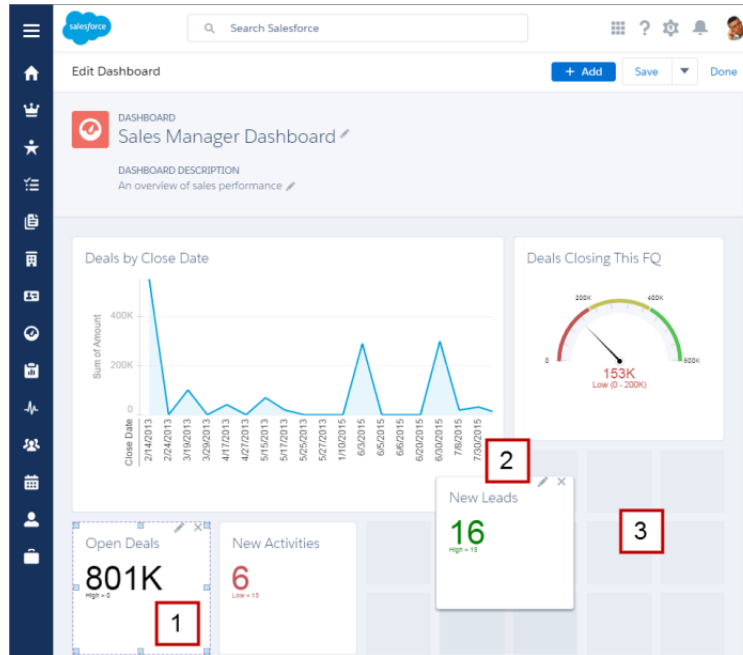 salesforce
Search Salesforce
?
Edit Dashboard
+ Add
Save
Done
DASHBOARD
Sales Manager Dashboard
DASHBOARD DESCRIPTION
An overview of sales performance
Deals by Close Date
Sum of Amount
400K
200K
0
Close Date
2/14/2013
2/24/2013
3/19/2013
3/29/2013
4/17/2013
4/27/2013
5/15/2013
5/17/2013
5/25/2013
5/27/2013
1/10/2015
6/3/2015
6/5/2015
6/6/2015
6/20/2015
6/30/2015
7/8/2015
7/30/2015
Deals Closing This FQ
200K
400K
0
600K
153K
Low (0 - 200K)
2
New Leads
16
High = 15
3
Open Deals
801K
High = 0
1
New Activities
6
Low < 15